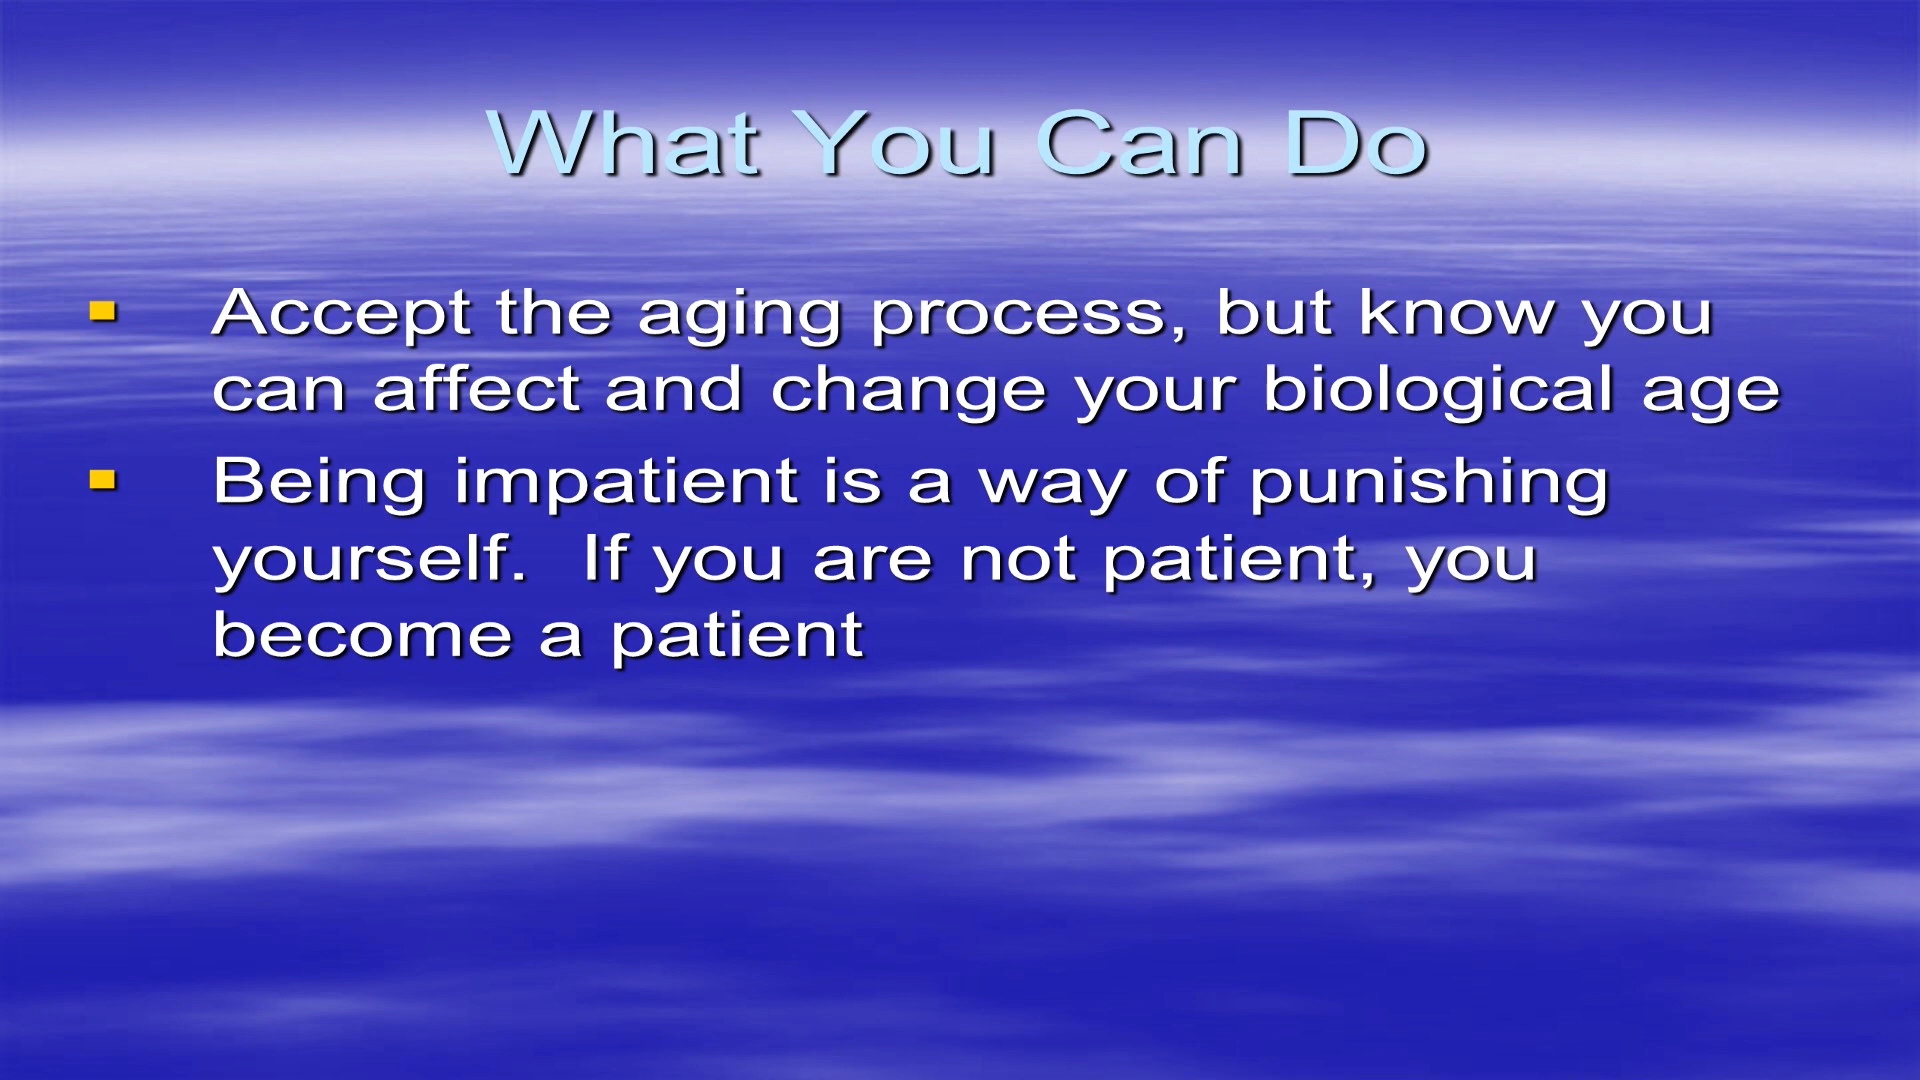 What You Can Do
Accept the aging process, but know you
can affect and change your biological age
Being impatient is a way of punishing
yourself.  If you are not patient, you
become a patient